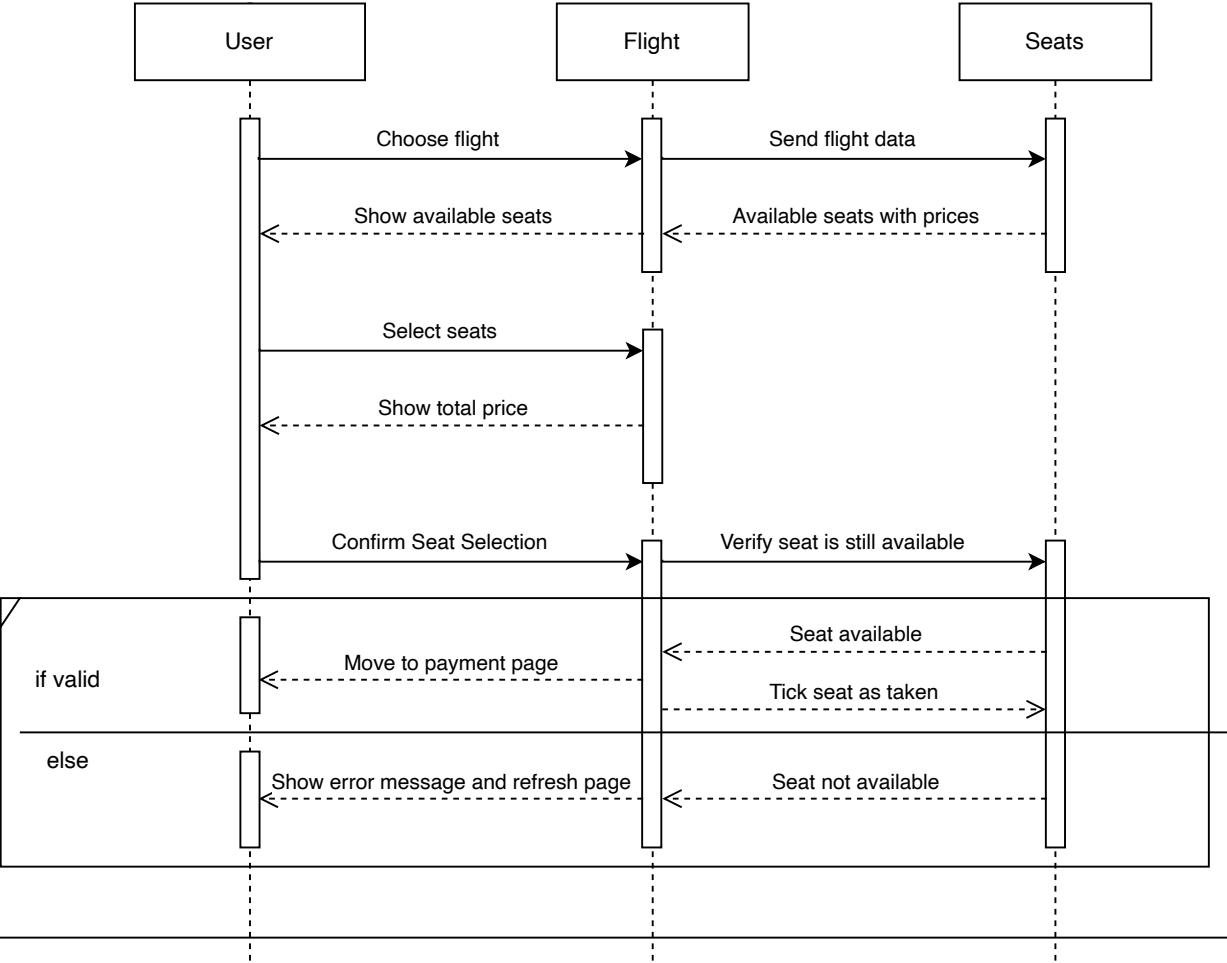 User
Flight
Seats
Choose flight
Send flight data
Show available seats
Available seats with prices
Select seats
Show total price
Confirm Seat Selection
Verify seat is still available
Seat available
Move to payment page
if valid
Tick seat as taken
else
Show error message and refresh page
Seat not available